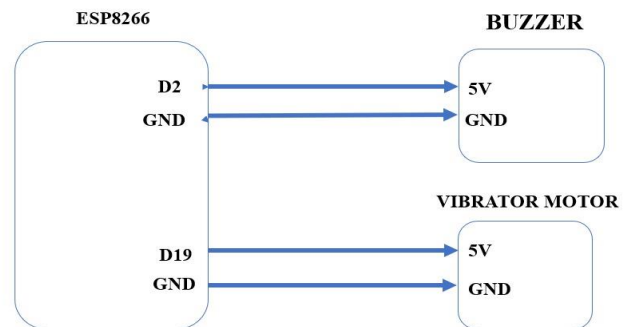 ESP8266
BUZZER
D2
5V
GND
GND
VIBRATOR MOTOR
D19
5V
GND
GND